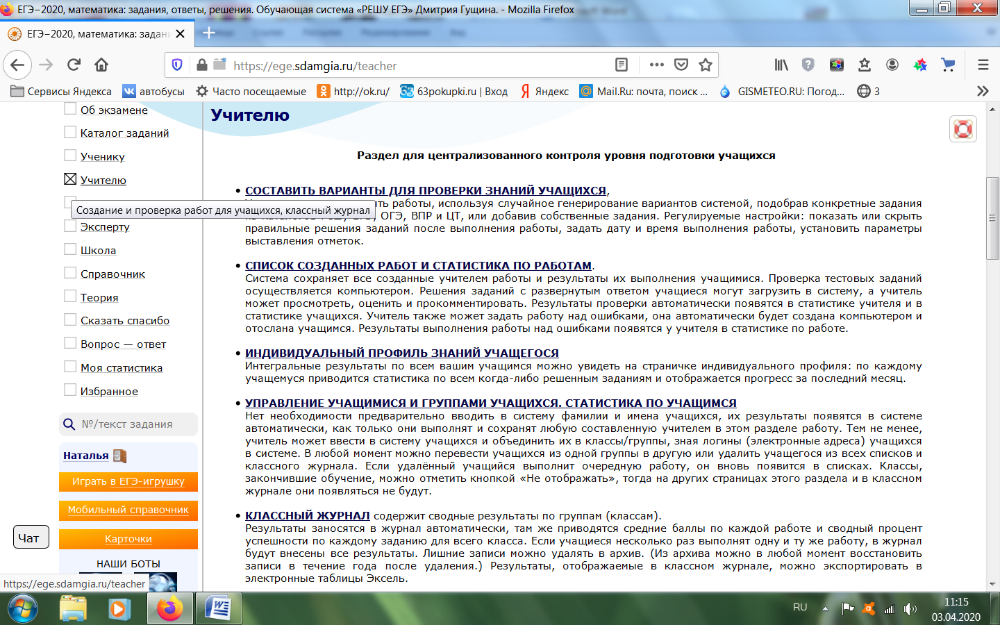 ЕГЭ−2020, математика: задания, ответы, решения. Обучающая система «РЕШУ ЕГЭ» Дмитрия Гущина. - Mozilla Firefox
ЕГЭ−2020, математика: задан
https://ege.sdamgia.ru/teacher
Сервисы Яндекса
автобусы
Часто посещаемые
http://ok.ru/
63pokupki.ru | Вход
Яндекс
Mail.Ru: почта, поиск ...
GISMETEO.RU: Погод...
3
Об экзамене
Каталог заданий
Ученику
Учителю
Эксперту
Школа
Справочник
Теория
Сказать спасибо
Вопрос — ответ
Моя статистика
Избранное
№/текст задания
Наталья
Играть в ЕГЭ-игрушку
Мобильный справочник
Карточки
НАШИ БОТЫ
Чат
https://ege.sdamgia.ru/teacher
Создание и проверка работ для учащихся, классный журнал
Учителю
Раздел для централизованного контроля уровня подготовки учащихся
• СОСТАВИТЬ ВАРИАНТЫ ДЛЯ ПРОВЕРКИ ЗНАНИЙ УЧАЩИХСЯ,
ть работы, используя случайное генерирование вариантов системой, подобрав конкретные задания
ОГЭ, ВПР и ЦТ, или добавив собственные задания. Регулируемые настройки: показать или скрыть
правильные решения заданий после выполнения работы, задать дату и время выполнения работы, установить параметры
выставления отметок.
• СПИСОК СОЗДАННЫХ РАБОТ И СТАТИСТИКА ПО РАБОТАМ.
Система сохраняет все созданные учителем работы и результаты их выполнения учащимися. Проверка тестовых заданий
осуществляется компьютером. Решения заданий с развернутым ответом учащиеся могут загрузить в систему, а учитель
может просмотреть, оценить и прокомментировать. Результаты проверки автоматически появятся в статистике учителя и в
статистике учащихся. Учитель также может задать работу над ошибками, она автоматически будет создана компьютером и
отослана учащимся. Результаты выполнения работы над ошибками появятся у учителя в статистике по работе.
• ИНДИВИДУАЛЬНЫЙ ПРОФИЛЬ ЗНАНИЙ УЧАЩЕГОСЯ
Интегральные результаты по всем вашим учащимся можно увидеть на страничке индивидуального профиля: по каждому
учащемуся приводится статистика по всем когда-либо решенным заданиям и отображается прогресс за последний месяц.
• УПРАВЛЕНИЕ УЧАЩИМИСЯ И ГРУППАМИ УЧАЩИХСЯ. СТАТИСТИКА ПО УЧАЩИМСЯ
Нет необходимости предварительно вводить в систему фамилии и имена учащихся, их результаты появятся в системе
автоматически, как только они выполнят и сохранят любую составленную учителем в этом разделе работу. Тем не менее,
учитель может ввести в систему учащихся и объединить их в классы/группы, зная логины (электронные адреса) учащихся
в системе. В любой момент можно перевести учащихся из одной группы в другую или удалить учащегося из всех списков и
классного журнала. Если удалённый учащийся выполнит очередную работу, он вновь появится в списках. Классы,
закончившие обучение, можно отметить кнопкой «Не отображать», тогда на других страницах этого раздела и в классном
журнале они появляться не будут.
• КЛАССНЫЙ ЖУРНАЛ содержит сводные результаты по группам (классам).
Результаты заносятся в журнал автоматически, там же приводятся средние баллы по каждой работе и сводный процент
успешности по каждому заданию для всего класса. Если учащиеся несколько раз выполнят одну и ту же работу, в журнал
будут внесены все результаты. Лишние записи можно удалять в архив. (Из архива можно в любой момент восстановить
записи в течение года после удаления.) Результаты, отображаемые в классном журнале, можно экспортировать в
электронные таблицы Эксель.
RU
11:15
03.04.2020